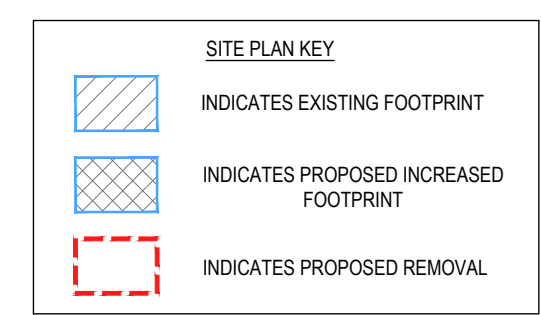 SITE PLAN KEY
INDICATES EXISTING FOOTPRINT
INDICATES PROPOSED INCREASED
FOOTPRINT
INDICATES PROPOSED REMOVAL